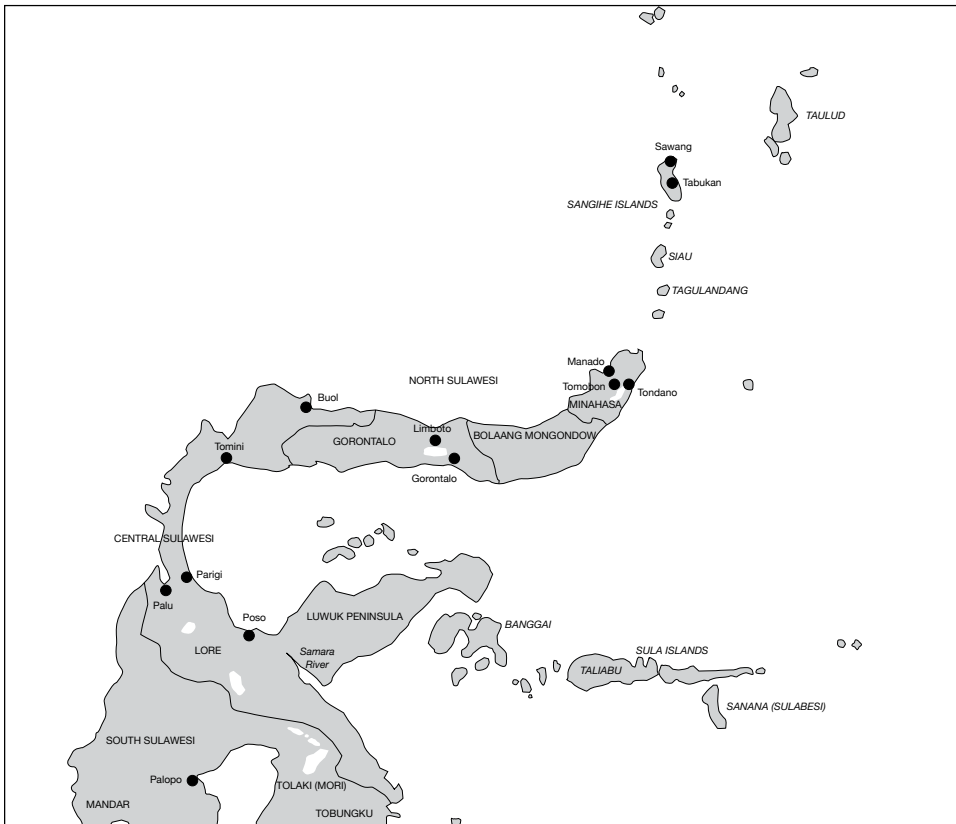 TAULUD
Sawang
Tabukan
SANGIHE ISLANDS
SIAU
TAGULANDANG
Manado
NORTH SULAWESI
Tomobon
Tondano
Buol
MINAHASA
Limboto
GORONTALO
BOLAANG MONGONDOW
Tomini
Gorontalo
CENTRAL SULAWESI
Parigi
Palu
Poso
LUWUK PENINSULA
BANGGAI
LORE
Samara
River
SULA ISLANDS
TALIABU
SANANA (SULABESI)
SOUTH SULAWESI
Palopo
TOLAKI (MORI)
MANDAR
TOBUNGKU